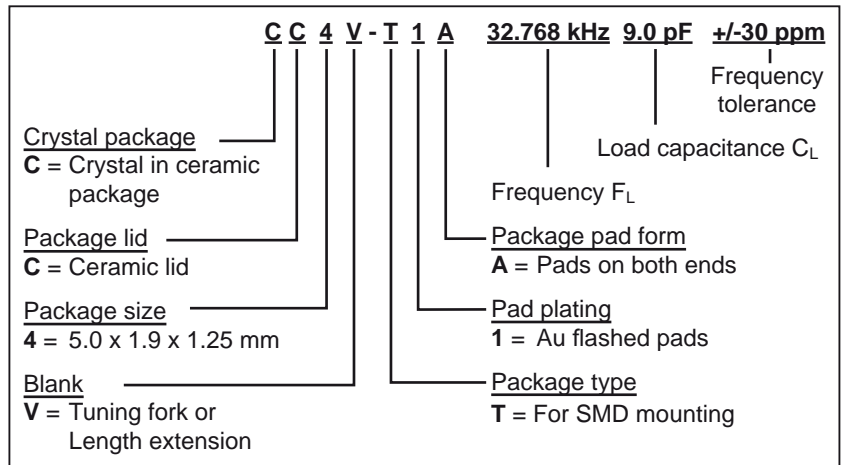 C C 4 V - T 1 A 32.768 kHz 9.0 pF +/-30 ppm
Frequency
tolerance
Load capacitance CL
Frequency FL
Crystal package
C = Crystal in ceramic
package
Package lid
C = Ceramic lid
Package size
4 = 5.0 x 1.9 x 1.25 mm
Blank
V = Tuning fork or
Length extension
Package pad form
A = Pads on both ends
Pad plating
1 = Au flashed pads
Package type
T = For SMD mounting